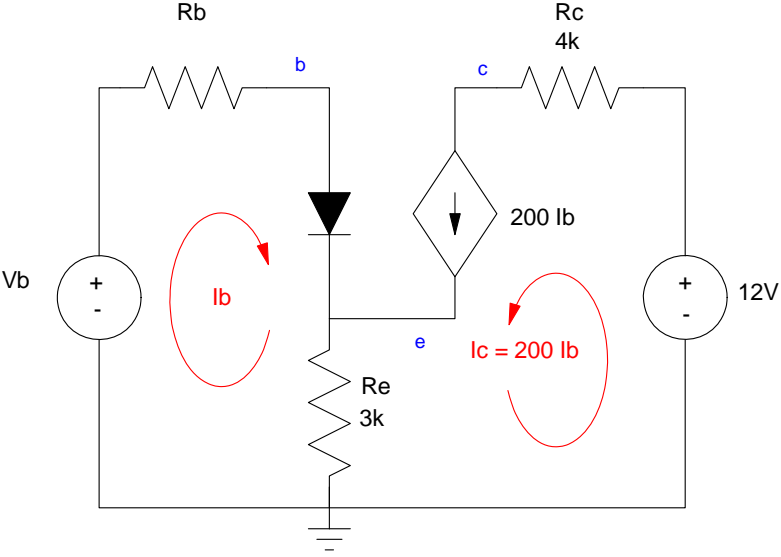 Rb
Rc
4k
b
c
200 Ib
Vb
+
-
Ib
+
-
12V
e
Ic = 200 Ib
Re
3k